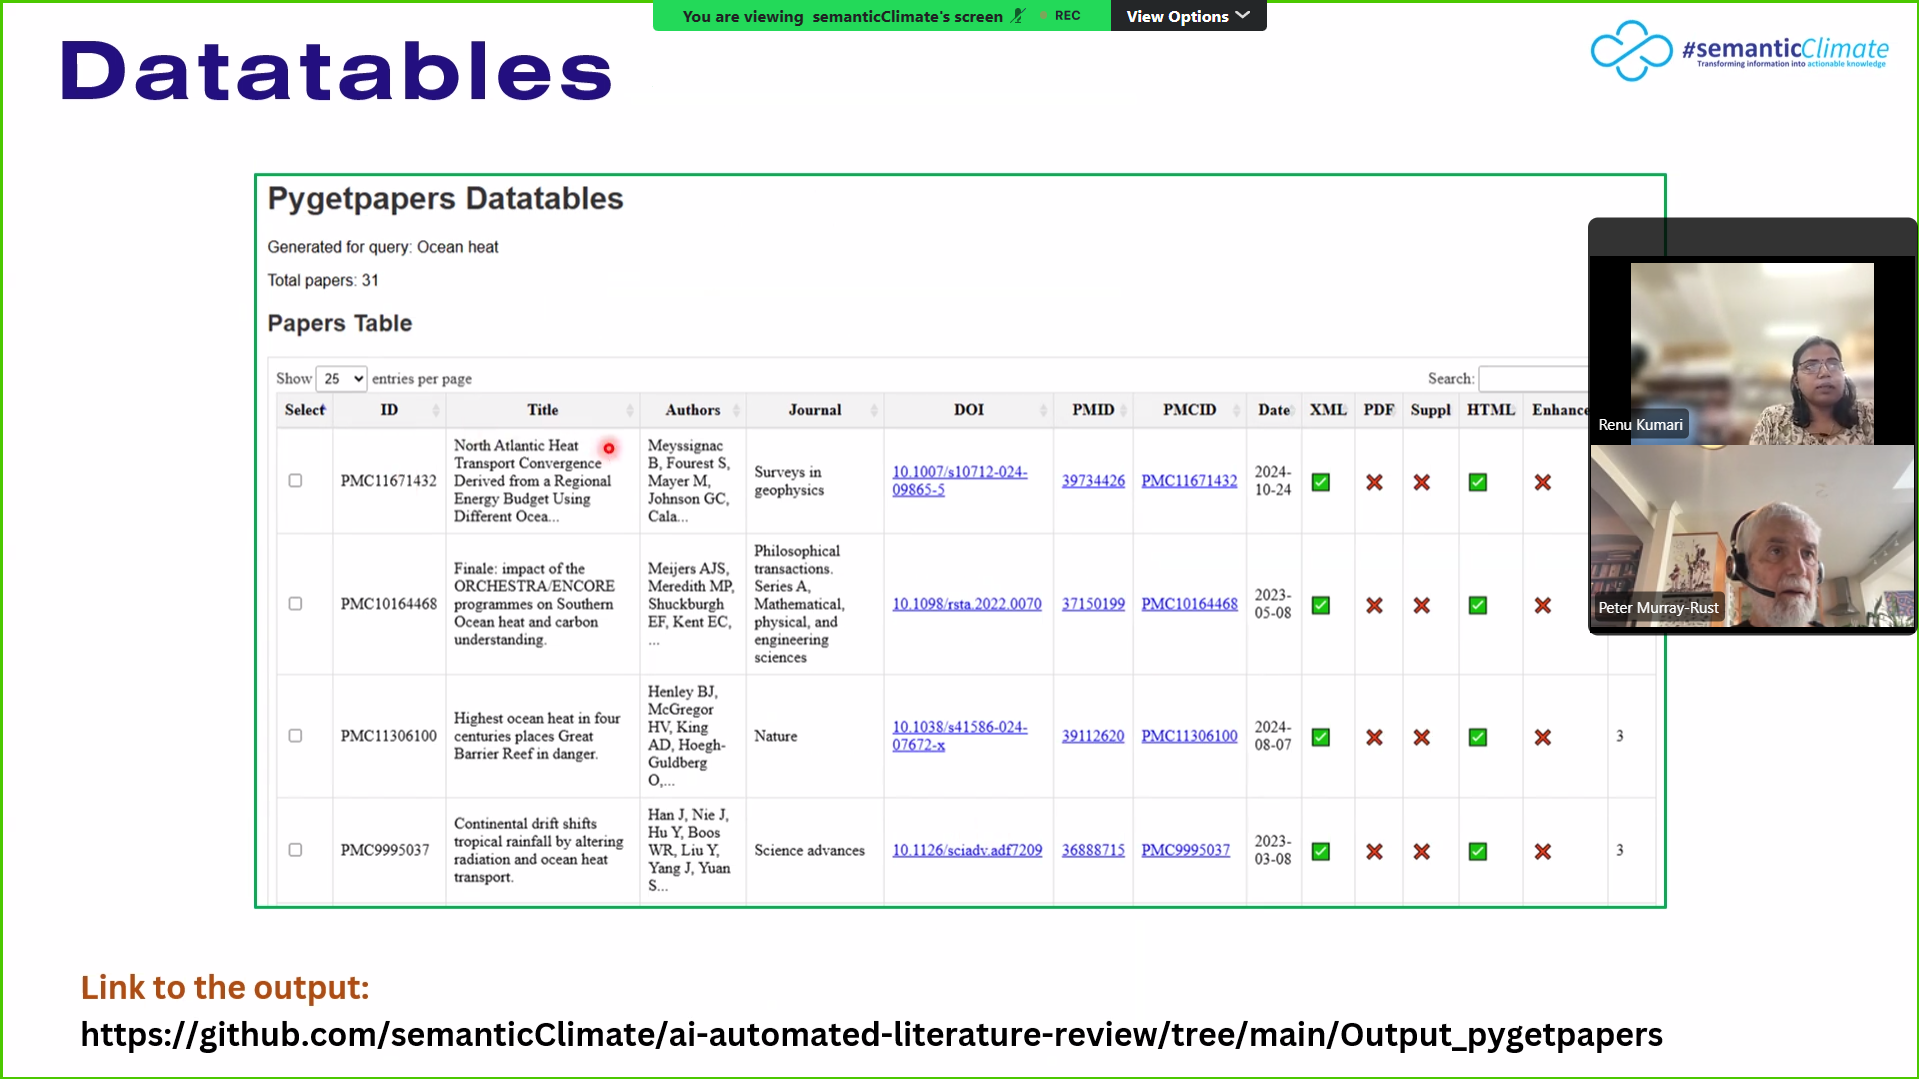 You are viewing semanticClimate's screen REC View Options
Datatables
#semanticClimate
Transforming information into actionable knowledge
Pygetpapers Datatables
Generated for query: Ocean heat
Total papers: 31
Papers Table
Show 25 entries per page
Search:
Select ID Title Authors Journal DOI PMID PMCID Date XML PDF Suppl HTML Enhance
PMC11671432
North Atlantic Heat
Transport Convergence
Derived from a Regional
Energy Budget Using
Different Ocea...
Meyssignac
B, Fourest S,
Mayer M,
Johnson GC,
Cala...
Surveys in
geophysics
10.1007/s10712-024-
09865-5
39734426
PMC11671432
2024-
10-24
PMC10164468
Finale: impact of the
ORCHESTRA/ENCORE
programmes on Southern
Ocean heat and carbon
understanding.
Meijers AJS,
Meredith MP,
Shuckburgh
EF, Kent EC,
...
Philosophical
transactions.
Series A,
Mathematical,
physical, and
engineering
sciences
10.1098/rsta.2022.0070
37150199
PMC10164468
2023-
05-08
PMC11306100
Highest ocean heat in four
centuries places Great
Barrier Reef in danger.
Henley BJ,
McGregor
HV, King
AD, Hoegh-
Guldberg
O,...
Nature
10.1038/s41586-024-
07672-x
39112620
PMC11306100
2024-
08-07
3
PMC9995037
Continental drift shifts
tropical rainfall by altering
radiation and ocean heat
transport.
Han J, Nie J,
Hu Y, Boos
WR, Liu Y,
Yang J, Yuan
S...
Science advances
10.1126/sciadv.adf7209
36888715
PMC9995037
2023-
03-08
3
Renu Kumari
Peter Murray-Rust
Link to the output:
https://github.com/semanticClimate/ai-automated-literature-review/tree/main/Output_pygetpapers